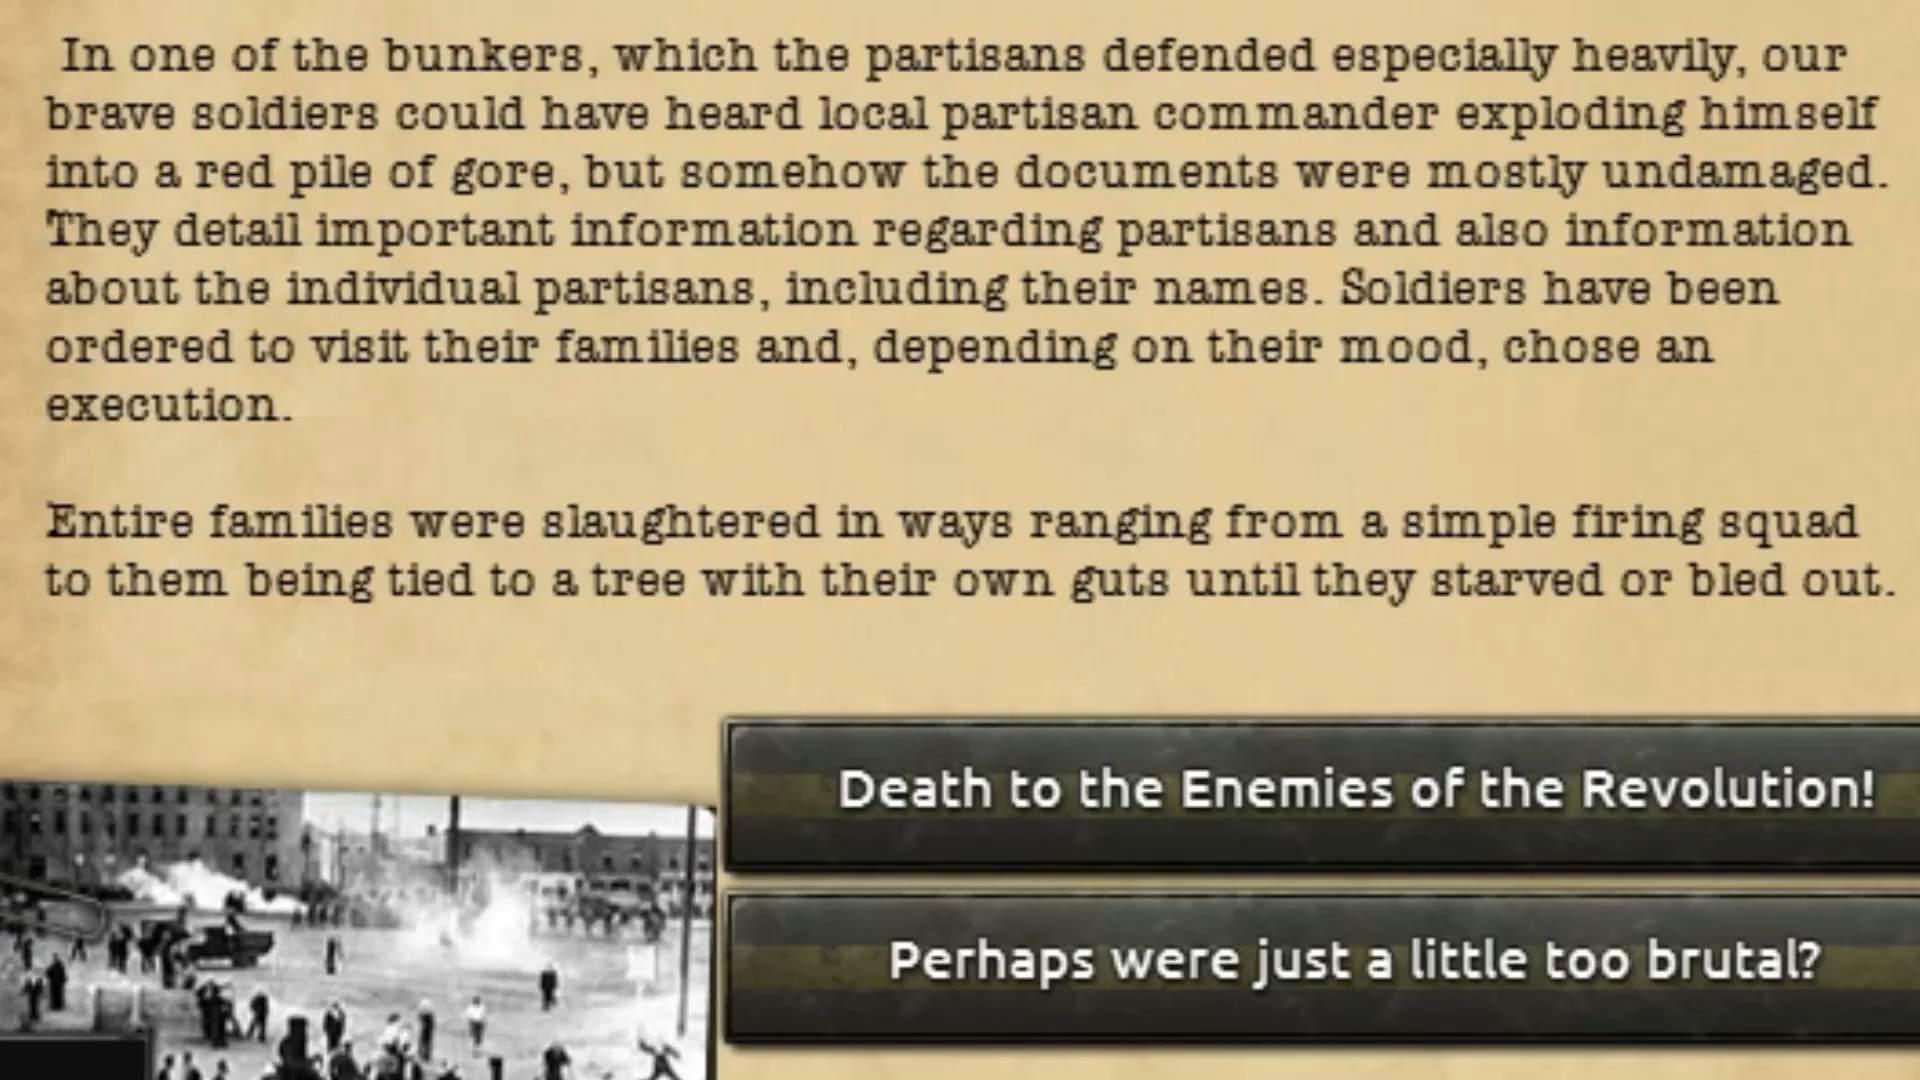 In one of the bunkers, which the partisans defended especially heavily, our
brave soldiers could have heard local partisan commander exploding himself
into a red pile of gore, but somehow the documents were mostly undamaged.
They detail important information regarding partisans and also information
about the individual partisans, including their names. Soldiers have been
ordered to visit their families and, depending on their mood, chose an
execution.
Entire families were slaughtered in ways ranging from a simple firing squad
to them being tied to a tree with their own guts until they starved or bled out.
Death to the Enemies of the Revolution!
Perhaps were just a little too brutal?